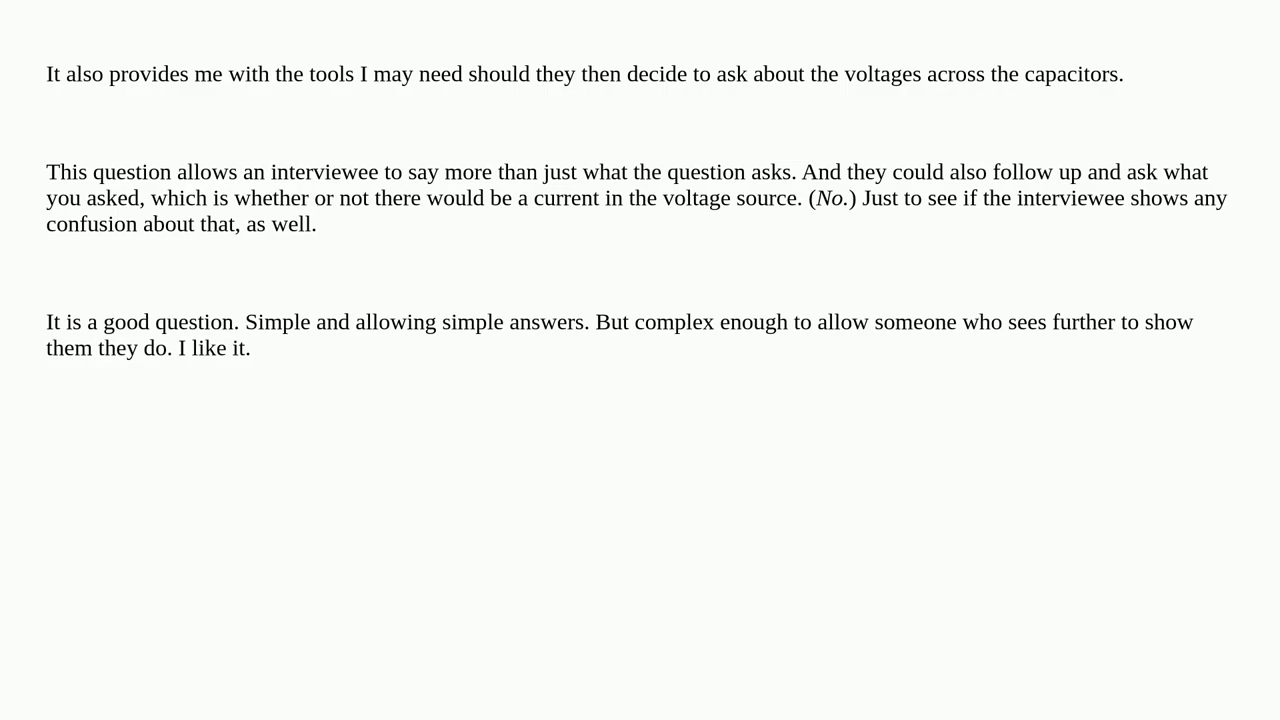 It also provides me with the tools I may need should they then decide to ask about the voltages across the capacitors.
This question allows an interviewee to say more than just what the question asks. And they could also follow up and ask what
you asked, which is whether or not there would be a current in the voltage source. (No.) Just to see if the interviewee shows any
confusion about that, as well.
It is a good question. Simple and allowing simple answers. But complex enough to allow someone who sees further to show
them they do. I like it.